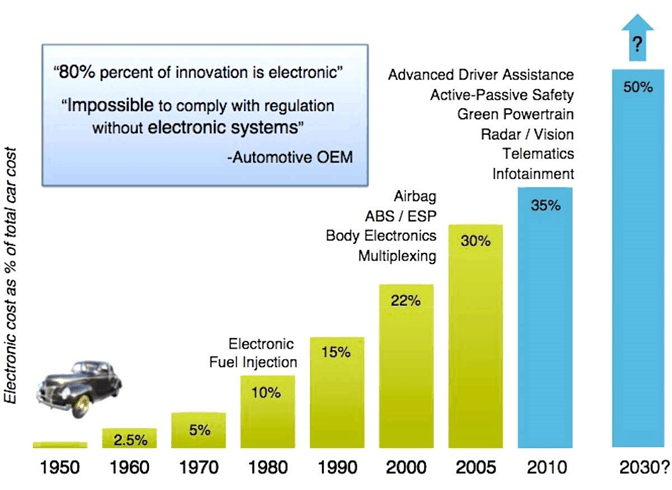 “80% percent of innovation is electronic”
“Impossible to comply with regulation
without electronic systems”
-Automotive OEM
Electronic cost as % of total car cost
?
50%
Advanced Driver Assistance
Active-Passive Safety
Green Powertrain
Radar / Vision
Telematics
Infotainment
35%
Airbag
ABS / ESP
Body Electronics
Multiplexing
30%
22%
Electronic
Fuel Injection
15%
10%
5%
2.5%
1950 1960 1970 1980 1990 2000 2005 2010 2030?